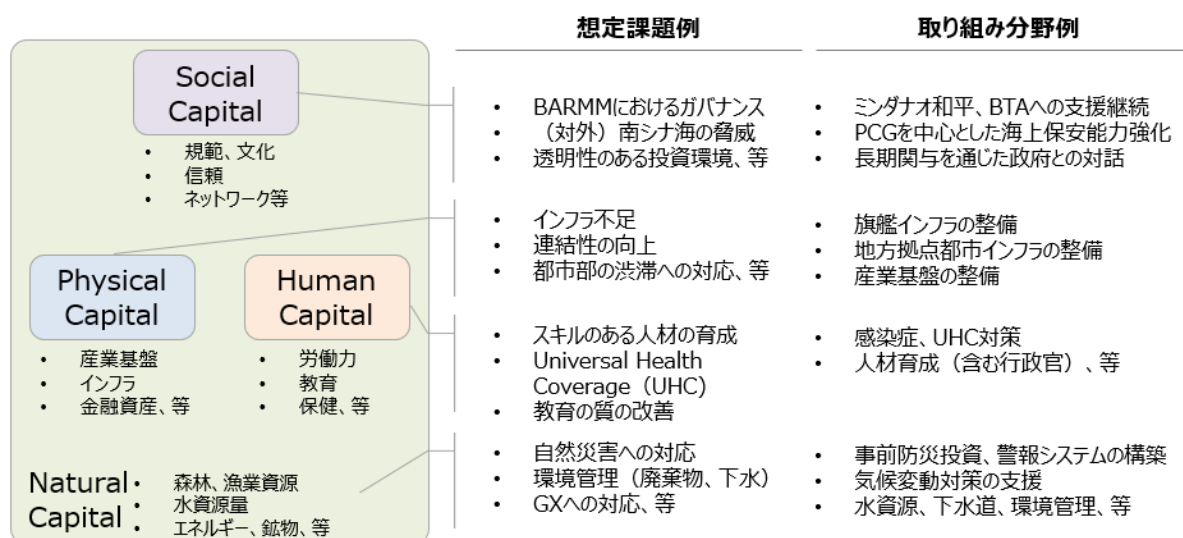 想定課題例
取り組み分野例
Social
Capital
• 規範、文化
• 信頼
• ネットワーク等
• BARMMにおけるガバナンス
• （対外）南シナ海の脅威
• 透明性のある投資環境、等
• ミンダナオ和平、BTAへの支援継続
• PCGを中心とした海上保安能力強化
• 長期関与を通じた政府との対話
Physical
Capital
• 産業基盤
• インフラ
• 金融資産、等
• インフラ不足
• 連結性の向上
• 都市部の渋滞への対応、等
• 旗艦インフラの整備
• 地方拠点都市インフラの整備
• 産業基盤の整備
Human
Capital
• 労働力
• 教育
• 保健、等
• スキルのある人材の育成
• Universal Health
Coverage（UHC）
• 教育の質の改善
• 感染症、UHC対策
• 人材育成（含む行政官）、等
Natural
Capital
• 森林、漁業資源
• 水資源量
• エネルギー、鉱物、等
• 自然災害への対応
• 環境管理（廃棄物、下水）
• GXへの対応、等
• 事前防災投資、警報システムの構築
• 気候変動対策の支援
• 水資源、下水道、環境管理、等